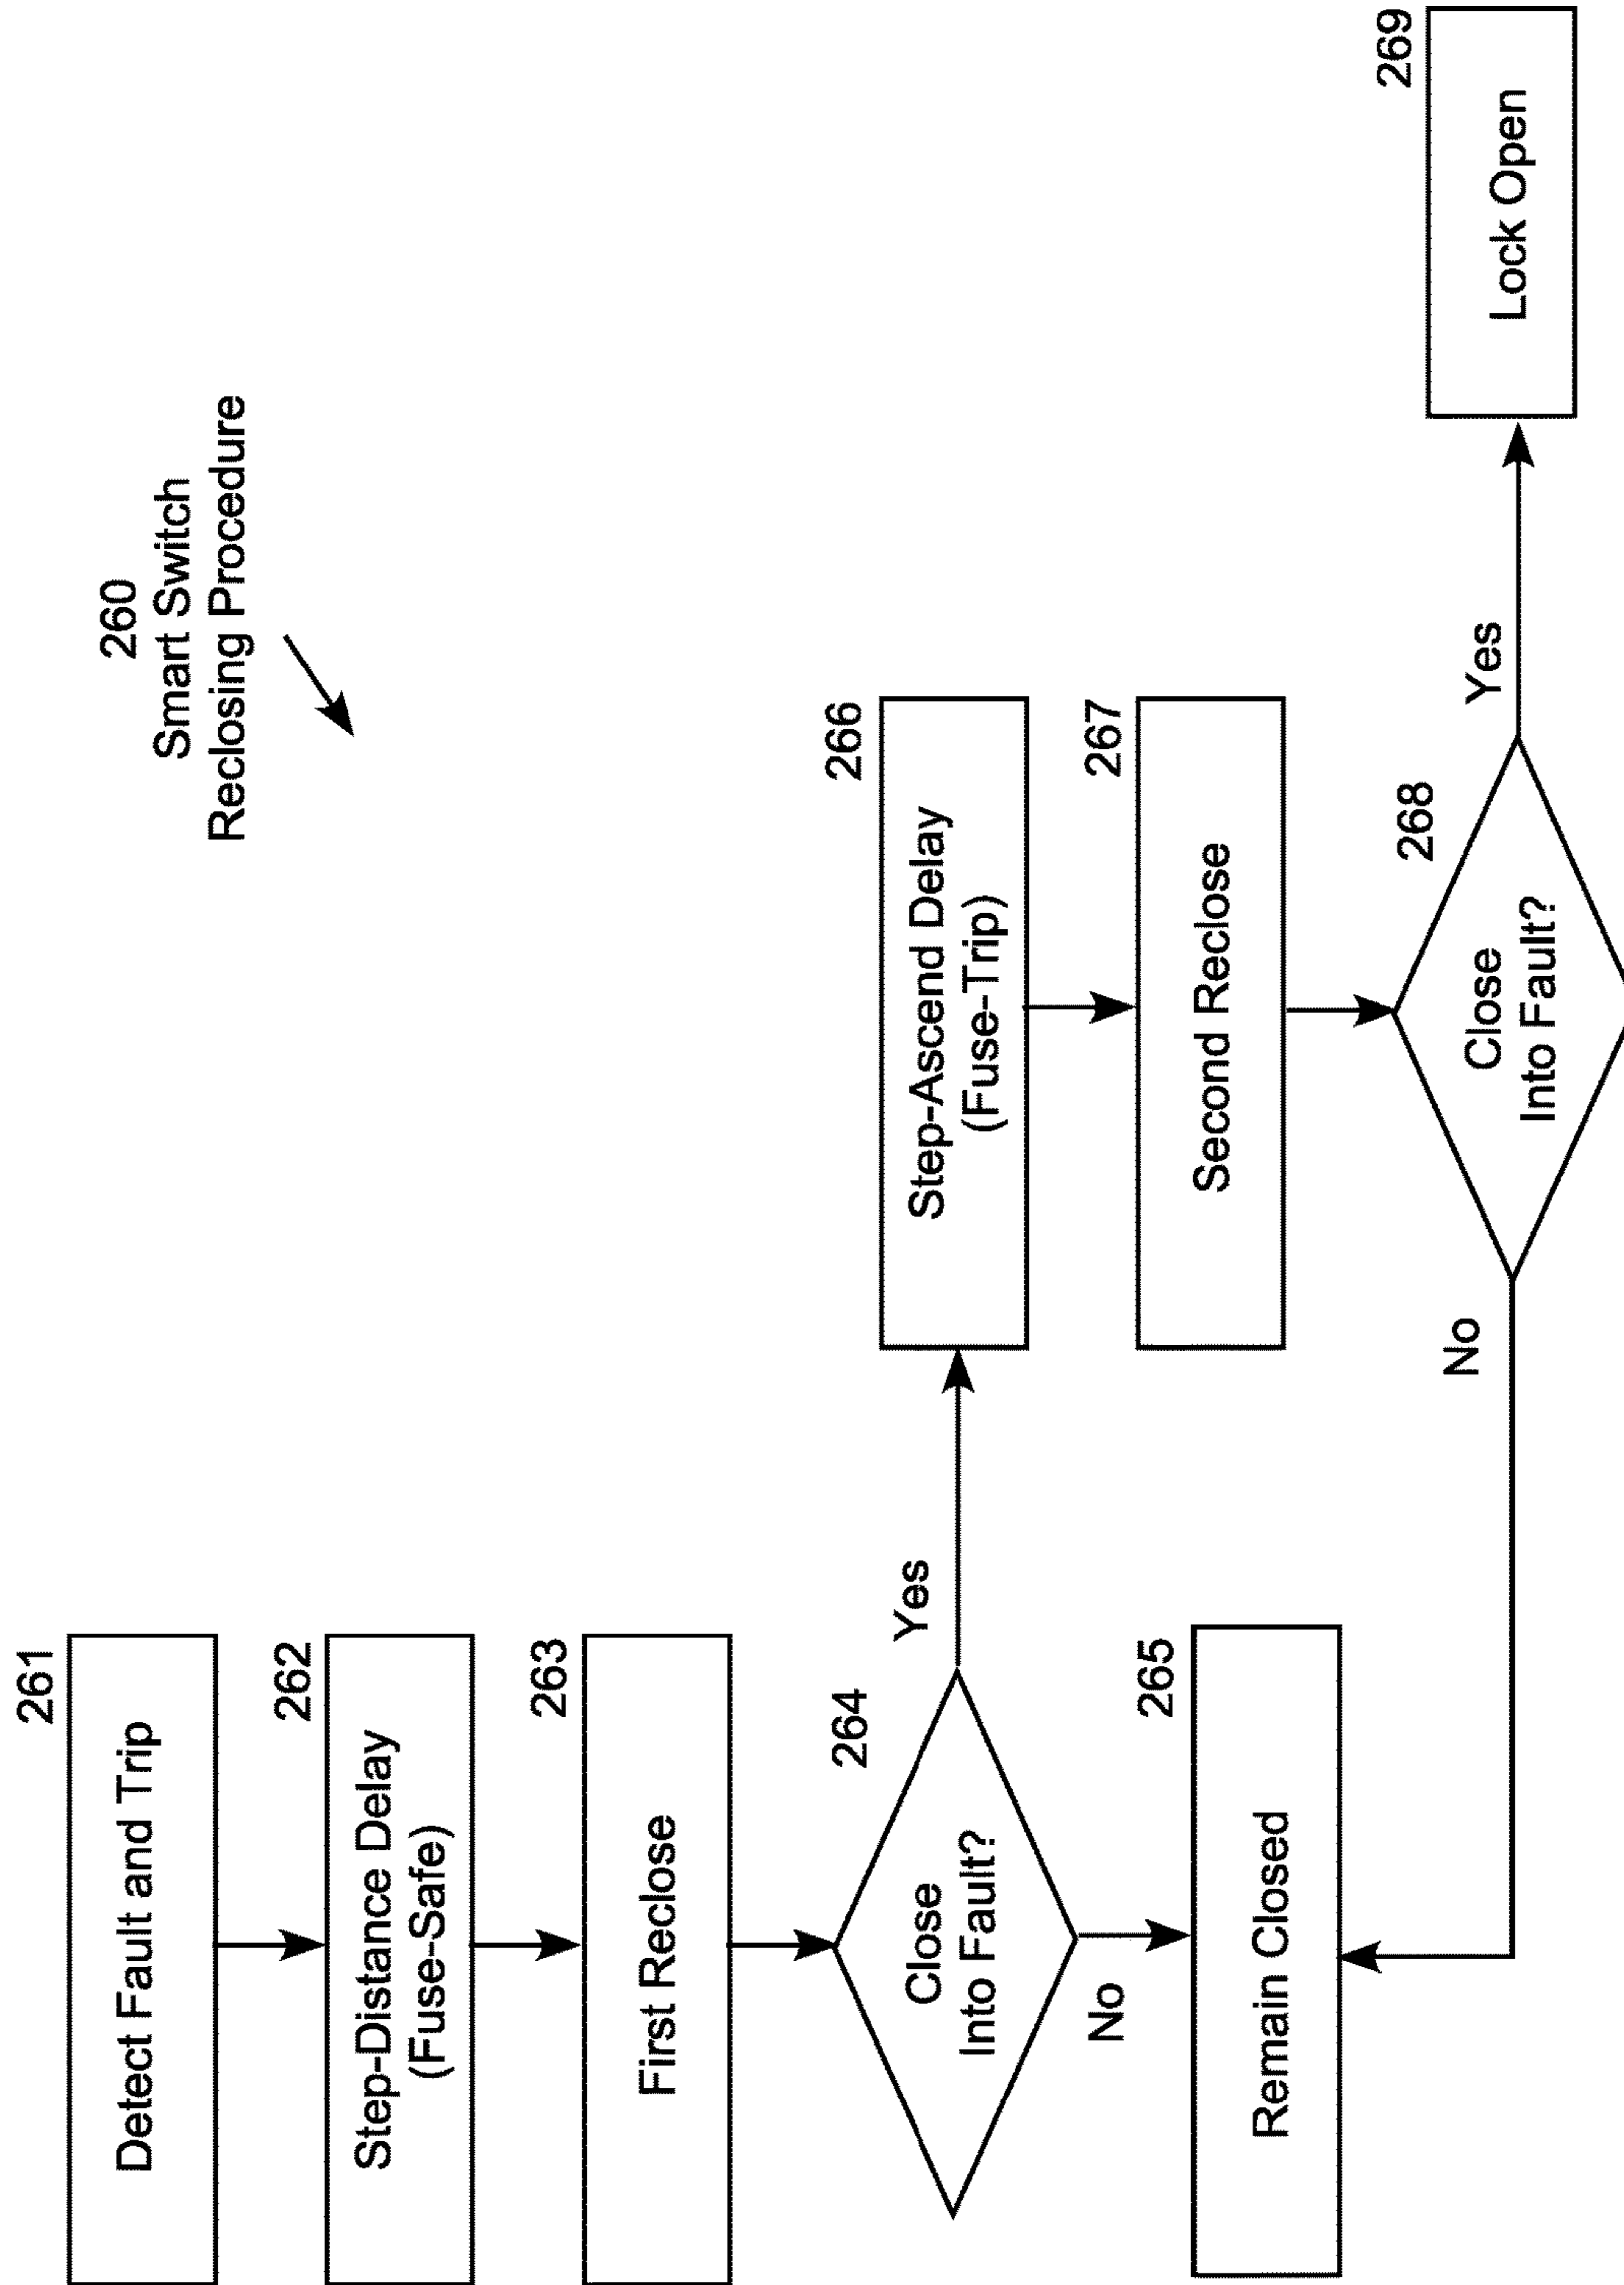 260
Smart Switch
Reclosing Procedure
261
Detect Fault and Trip
262
Step-Distance Delay
(Fuse-Safe)
263
First Reclose
264
Close
Into Fault?
Yes
No
265
Remain Closed
266
Step-Ascend Delay
(Fuse-Trip)
267
Second Reclose
268
Close
Into Fault?
No
Yes
269
Lock Open